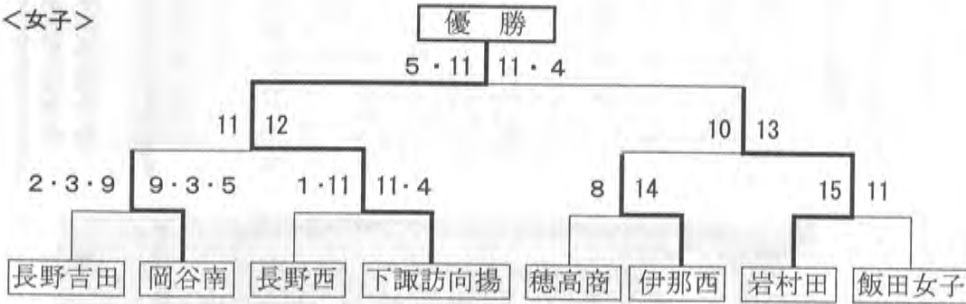 <女子>
優 勝
5・11 11・4
11 12 10 13
2・3・9 9・3・5 1・11 11・4 8 14 15 11
長野吉田 岡谷南 長野西 下諏訪向揚 穂高商 伊那西 岩村田 飯田女子